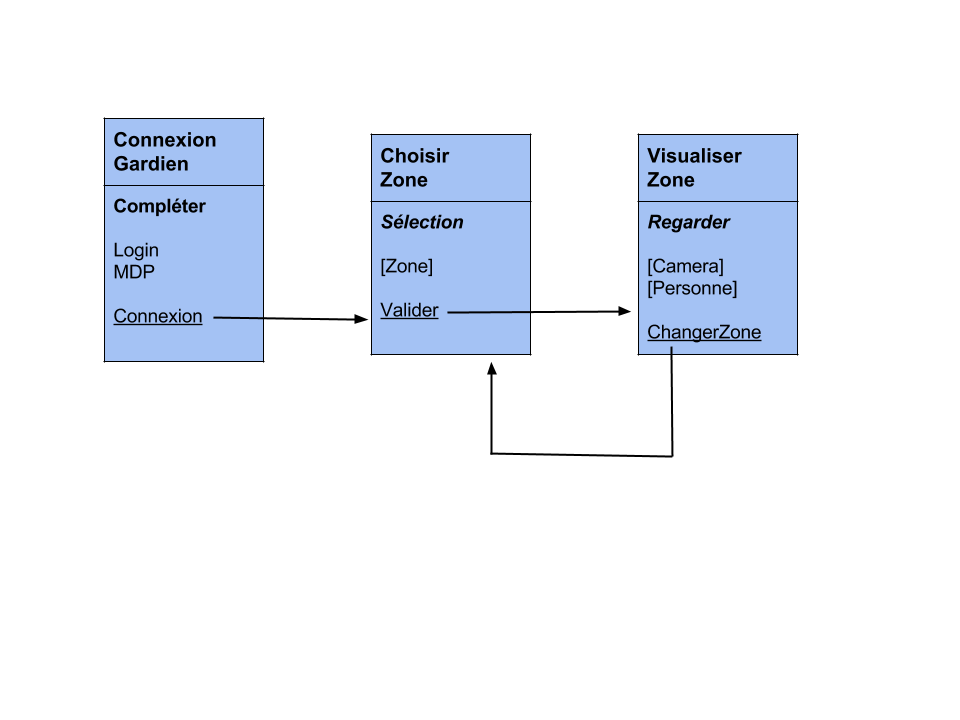 Connexion
Gardien
Compléter
Login
MDP
Connexion
Choisir
Zone
Sélection
[Zone]
Valider
Visualiser
Zone
Regarder
[Camera]
[Personne]
ChangerZone